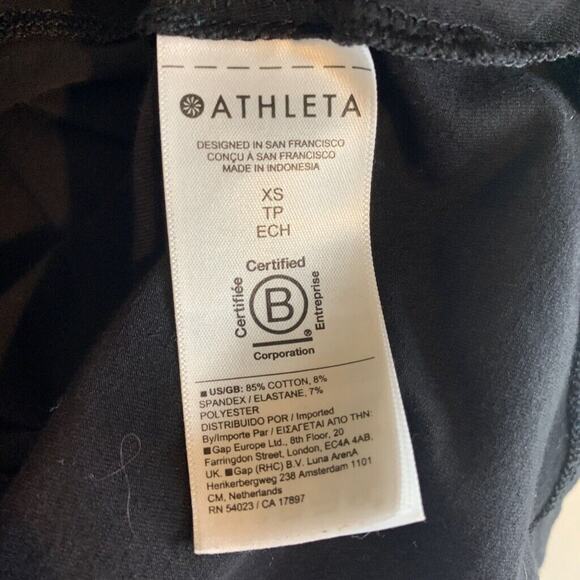 ATHLETA
DESIGNED IN SAN FRANCISCO
CONÇU À SAN FRANCISCO
MADE IN INDONESIA
XS
TP
ECH
Certified
Certifiée
B
Entreprise
®
Corporation
■ US/GB: 85% COTTON, 8%
SPANDEX / ELASTANE, 7%
POLYESTER
DISTRIBUIDO POR / Imported
By/Importe Par / ΕΙΣΑΓΕΤΑΙ ΑΠΟ ΤΗΝ:
■ Gap Europe Ltd., 8th Floor, 20
Farringdon Street, London, EC4A 4AB.
UK. ■ Gap (RHC) B.V. Luna ArenA
Herikerbergweg 238 Amsterdam 1101
CM, Netherlands
RN 54023 / CA 17897